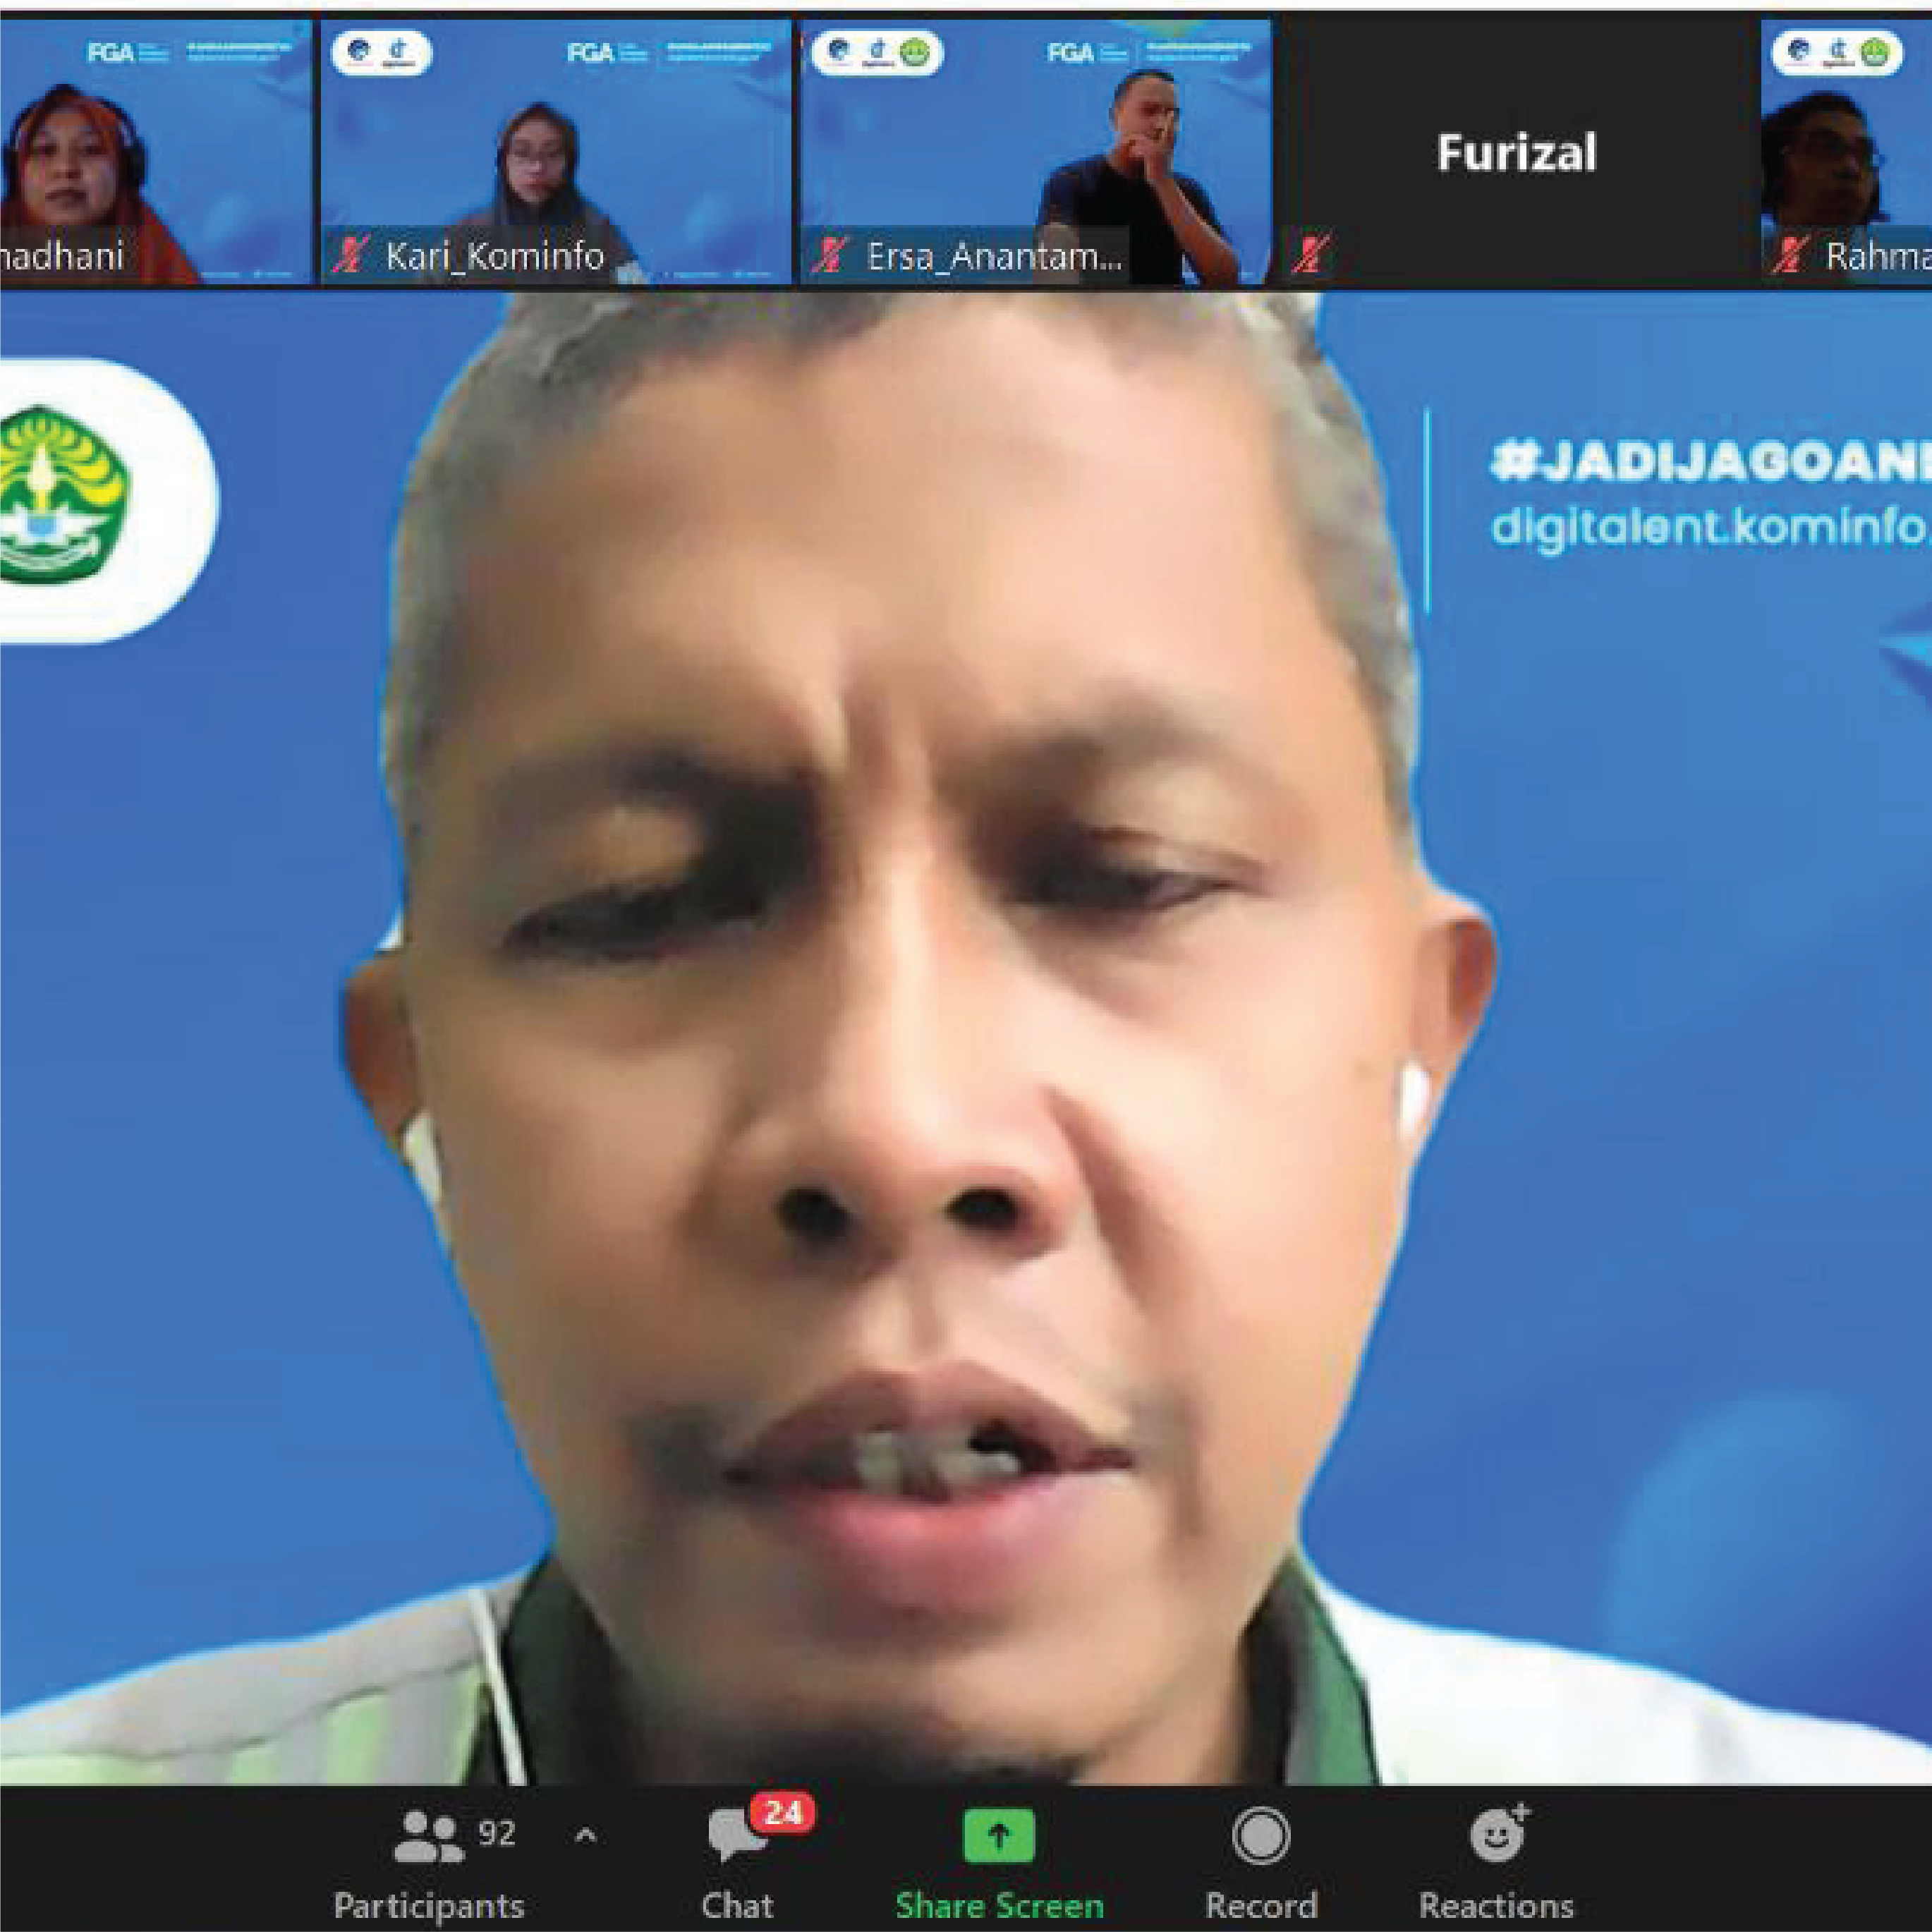 FGA
FGA
FGA
nadhani
Kari_Kominfo
Ersa_Anantam...
Furizal
Rahma
#JADIJAGOAN
digitalent.kominfo.
92
24
Participants
Chat
Share Screen
Record
Reactions